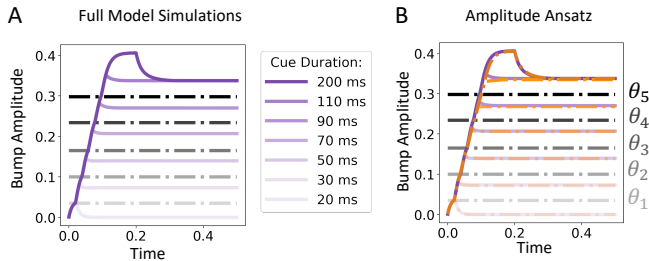 A
Full Model Simulations
Bump Amplitude
0.4
0.3
0.2
0.1
0.0
0.0
0.2
0.4
Time
Cue Duration:
200 ms
110 ms
90 ms
70 ms
50 ms
30 ms
20 ms
B
Amplitude Ansatz
Bump Amplitude
0.4
0.3
0.2
0.1
0.0
0.0
0.2
0.4
Time
θ5
θ4
θ3
θ2
θ1